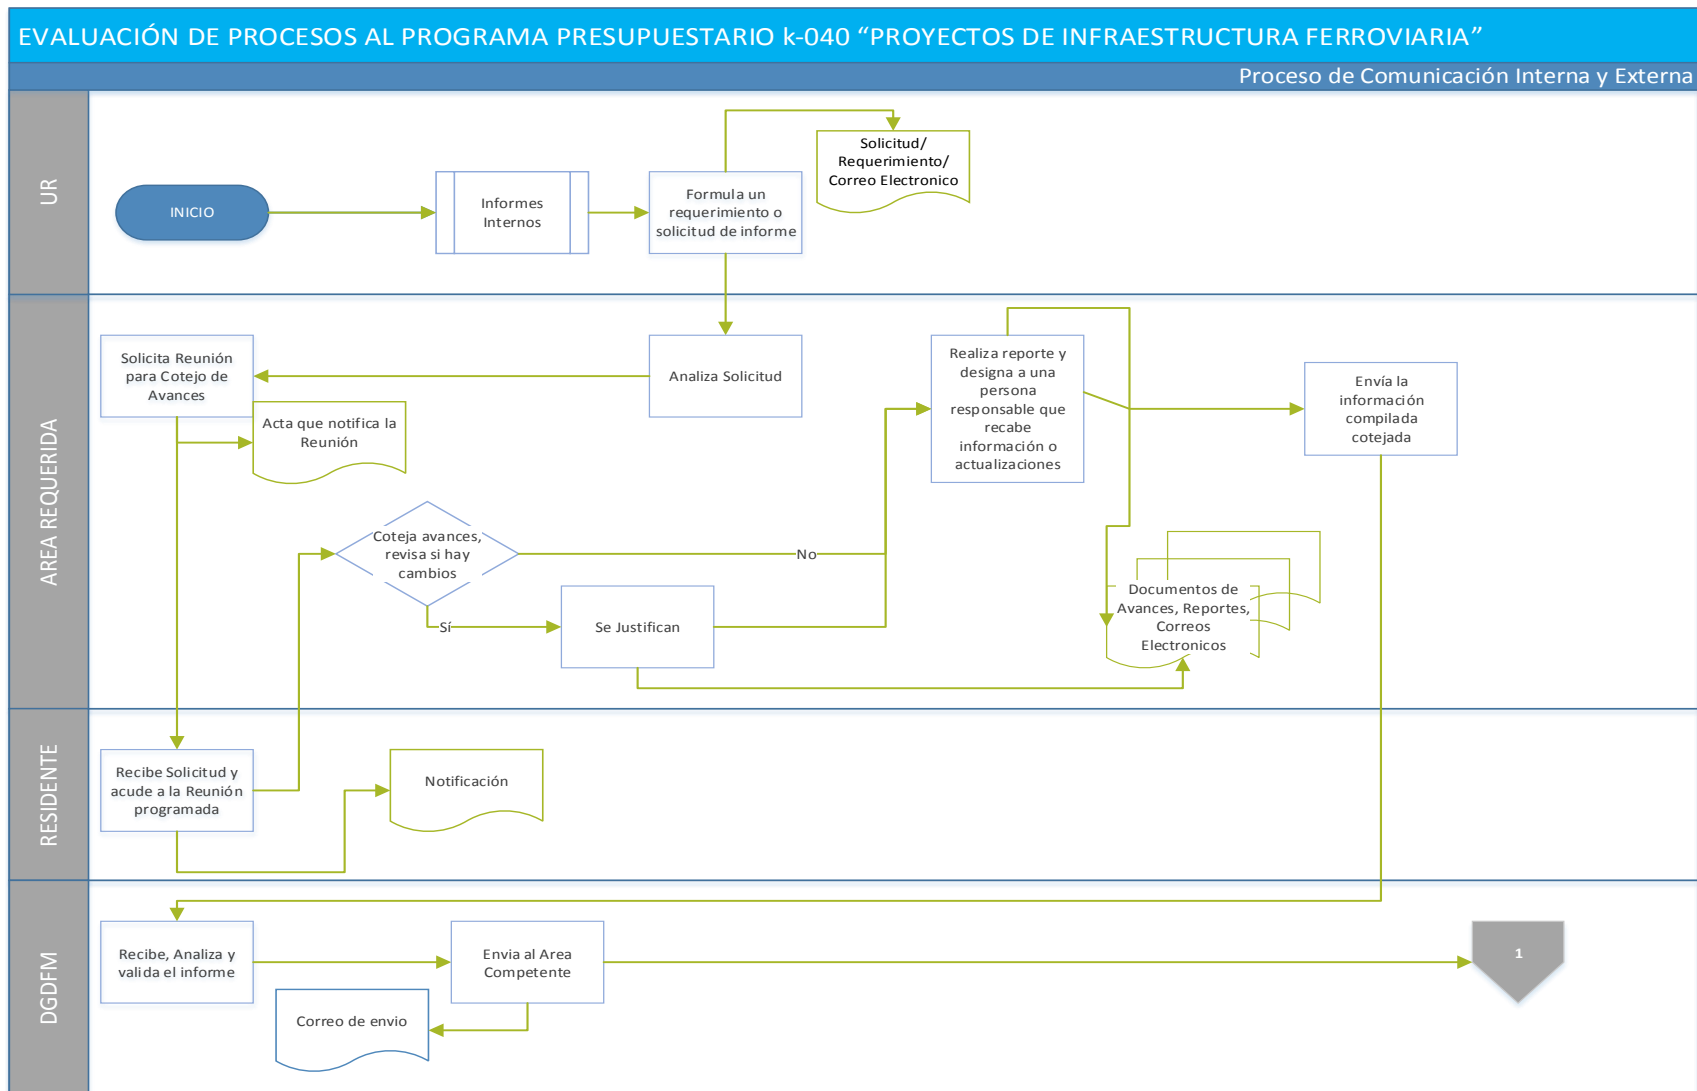 EVALUACIÓN DE PROCESOS AL PROGRAMA PRESUPUESTARIO k-040 “PROYECTOS DE INFRAESTRUCTURA FERROVIARIA”
Proceso de Comunicación Interna y Externa
UR
INICIO
Informes
Internos
Formula un
requerimiento o
solicitud de informe
Solicitud/
Requerimiento/
Correo Electronico
AREA REQUERIDA
Solicita Reunión
para Cotejo de
Avances
Acta que notifica la
Reunión
Analiza Solicitud
Realiza reporte y
designa a una
persona
responsable que
recabe
información o
actualizaciones
Envía la
información
compilada
cotejada
Coteja avances,
revisa si hay
cambios
No
Sí
Se Justifican
Documentos de
Avances, Reportes,
Correos
Electronicos
RESIDENTE
Recibe Solicitud y
acude a la Reunión
programada
Notificación
DGDFM
Recibe, Analiza y
valida el informe
Envia al Area
Competente
Correo de envio
1